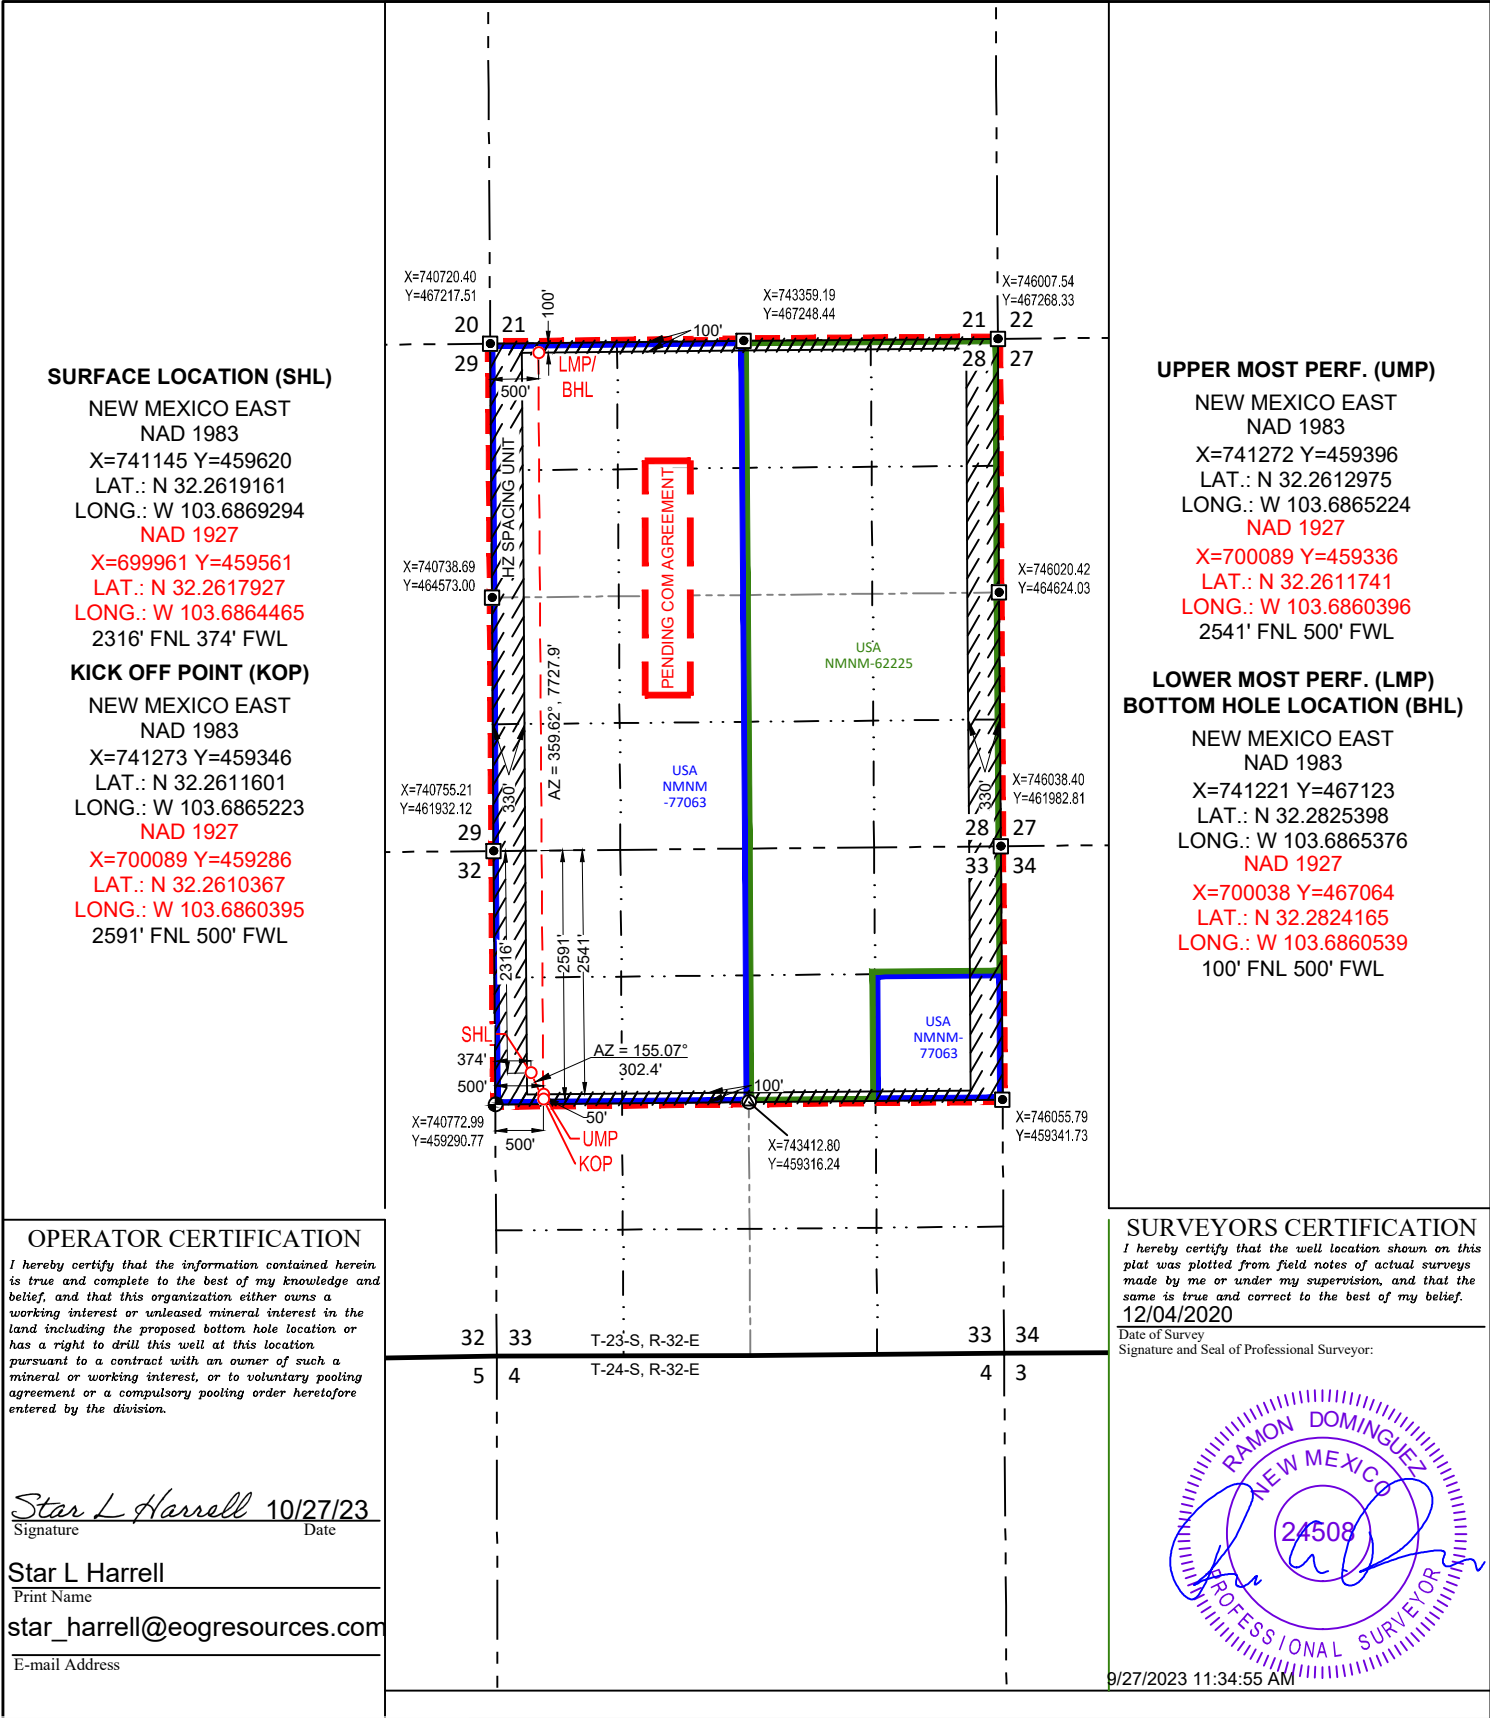 SURFACE LOCATION (SHL)
NEW MEXICO EAST
NAD 1983
X=741145 Y=459620
LAT.: N 32.2619161
LONG.: W 103.6869294
NAD 1927
X=699961 Y=459561
LAT.: N 32.2617927
LONG.: W 103.6864465
2316' FNL 374' FWL
KICK OFF POINT (KOP)
NEW MEXICO EAST
NAD 1983
X=741273 Y=459346
LAT.: N 32.2611601
LONG.: W 103.6865223
NAD 1927
X=700089 Y=459286
LAT.: N 32.2610367
LONG.: W 103.6860395
2591' FNL 500' FWL
X=740720.40
Y=467217.51
X=743359.19
Y=467248.44
X=746007.54
Y=467268.33
20 21
29
21 22
28 27
100'
100'
LMP/
BHL
500'
HZ SPACING UNIT
PENDING COM AGREEMENT
X=740738.69
Y=464573.00
X=746020.42
Y=464624.03
USA
NMNM-62225
AZ = 359.62°, 7727.9'
USA
NMNM
-77063
330'
330'
X=740755.21
Y=461932.12
X=746038.40
Y=461982.81
29
32
28 27
33 34
2316'
2591'
2541'
SHL
374'
500'
AZ = 155.07°
302.4'
USA
NMNM-
77063
100'
50'
500'
UMP
KOP
X=740772.99
Y=459290.77
X=743412.80
Y=459316.24
X=746055.79
Y=459341.73
32 33
T-23-S, R-32-E
33 34
5 4
T-24-S, R-32-E
4 3
UPPER MOST PERF. (UMP)
NEW MEXICO EAST
NAD 1983
X=741272 Y=459396
LAT.: N 32.2612975
LONG.: W 103.6865224
NAD 1927
X=700089 Y=459336
LAT.: N 32.2611741
LONG.: W 103.6860396
2541' FNL 500' FWL
LOWER MOST PERF. (LMP)
BOTTOM HOLE LOCATION (BHL)
NEW MEXICO EAST
NAD 1983
X=741221 Y=467123
LAT.: N 32.2825398
LONG.: W 103.6865376
NAD 1927
X=700038 Y=467064
LAT.: N 32.2824165
LONG.: W 103.6860539
100' FNL 500' FWL
OPERATOR CERTIFICATION
I hereby certify that the information contained herein
is true and complete to the best of my knowledge and
belief, and that this organization either owns a
working interest or unleased mineral interest in the
land including the proposed bottom hole location or
has a right to drill this well at this location
pursuant to a contract with an owner of such a
mineral or working interest, or to voluntary pooling
agreement or a compulsory pooling order heretofore
entered by the division.
Star L Harrell 10/27/23
Signature Date
Star L Harrell
Print Name
star_harrell@eogresources.com
E-mail Address
SURVEYORS CERTIFICATION
I hereby certify that the well location shown on this
plat was plotted from field notes of actual surveys
made by me or under my supervision, and that the
same is true and correct to the best of my belief.
12/04/2020
Date of Survey
Signature and Seal of Professional Surveyor:
RAMON DOMINGUEZ
NEW MEXICO
24508
PROFESSIONAL SURVEYOR
9/27/2023 11:34:55 AM